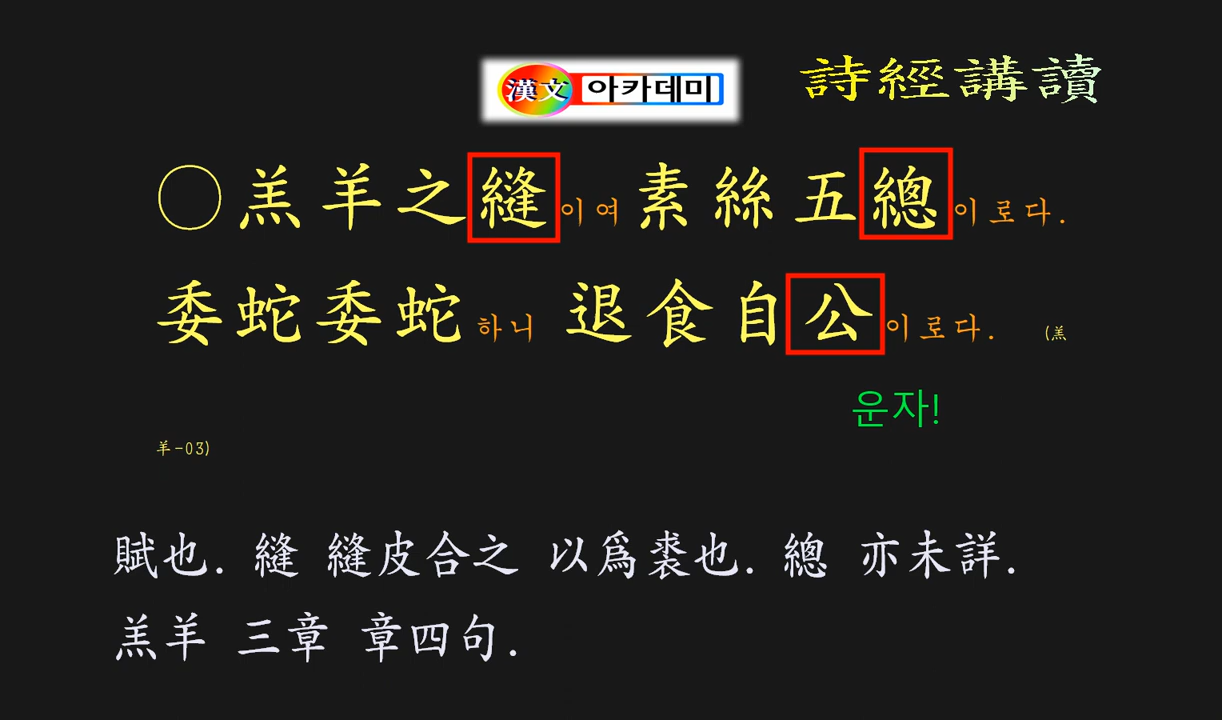 漢文 아카데미
詩經講讀
○羔羊之縫이여 素絲五總이로다.
委蛇委蛇하니 退食自公이로다. (羔
운자!
羊-03)
賦也. 縫 縫皮合之 以爲裘也. 總 亦未詳.
羔羊 三章 章四句.